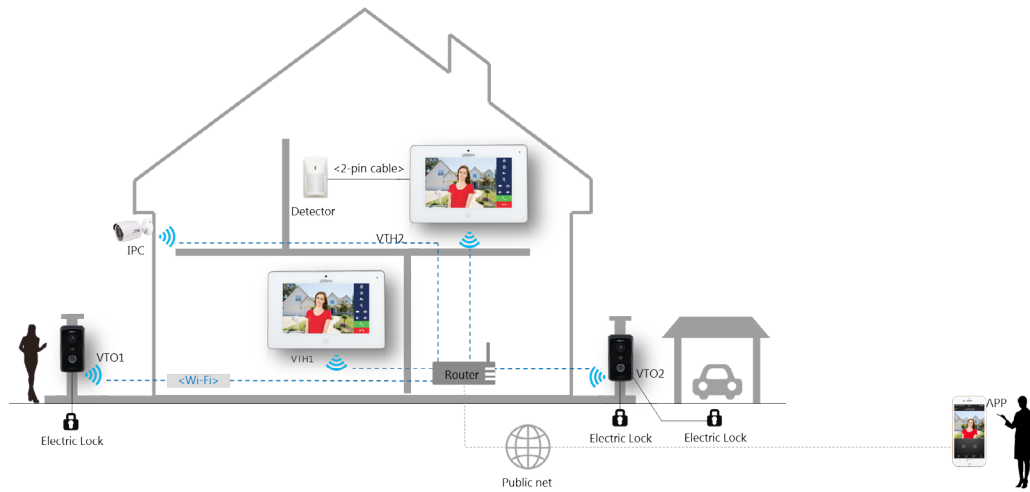 <2-pin cable>
Detector
IPC
VTH2
VTH1
VTO1
<Wi-Fi>
Router
VTO2
APP
Electric Lock
Electric Lock
Electric Lock
Public net